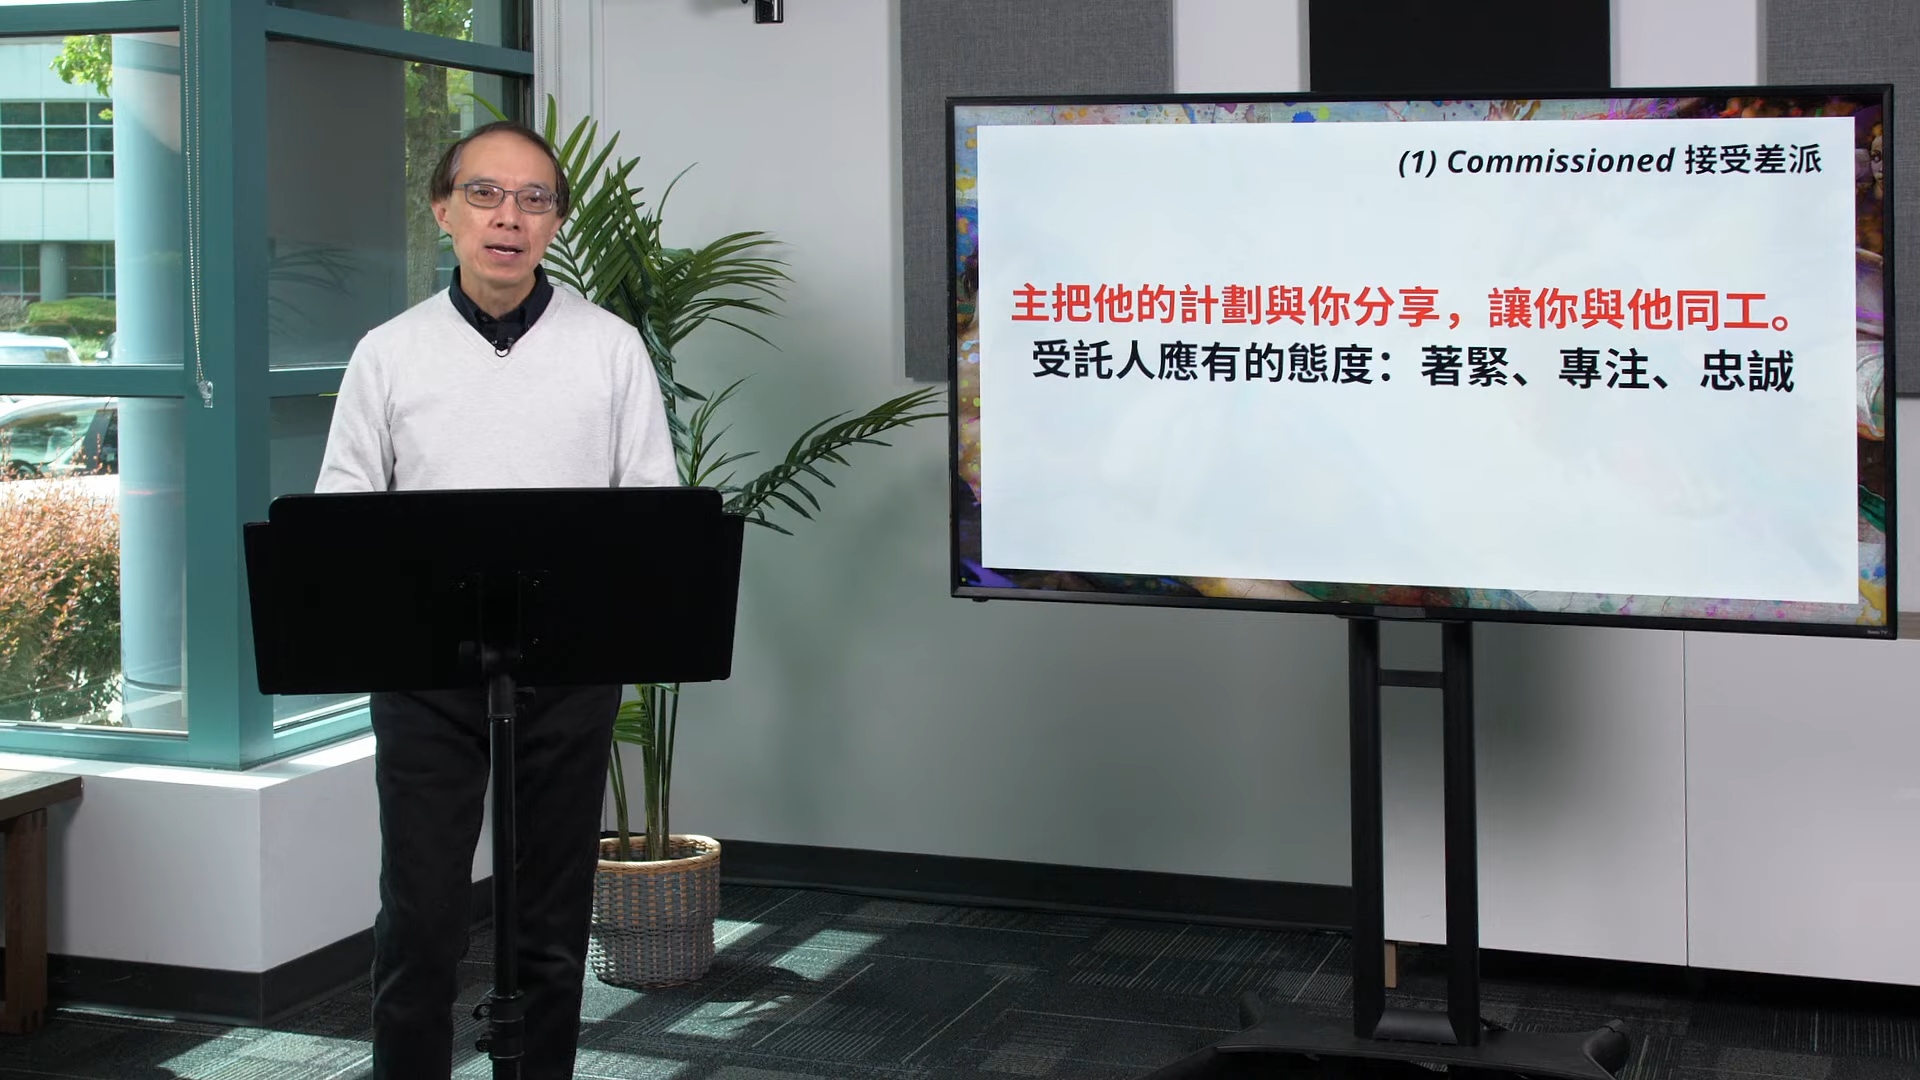 (1) Commissioned 接受差派
主把他的計劃與你分享，讓你與他同工。
受託人應有的態度：著緊、專注、忠誠